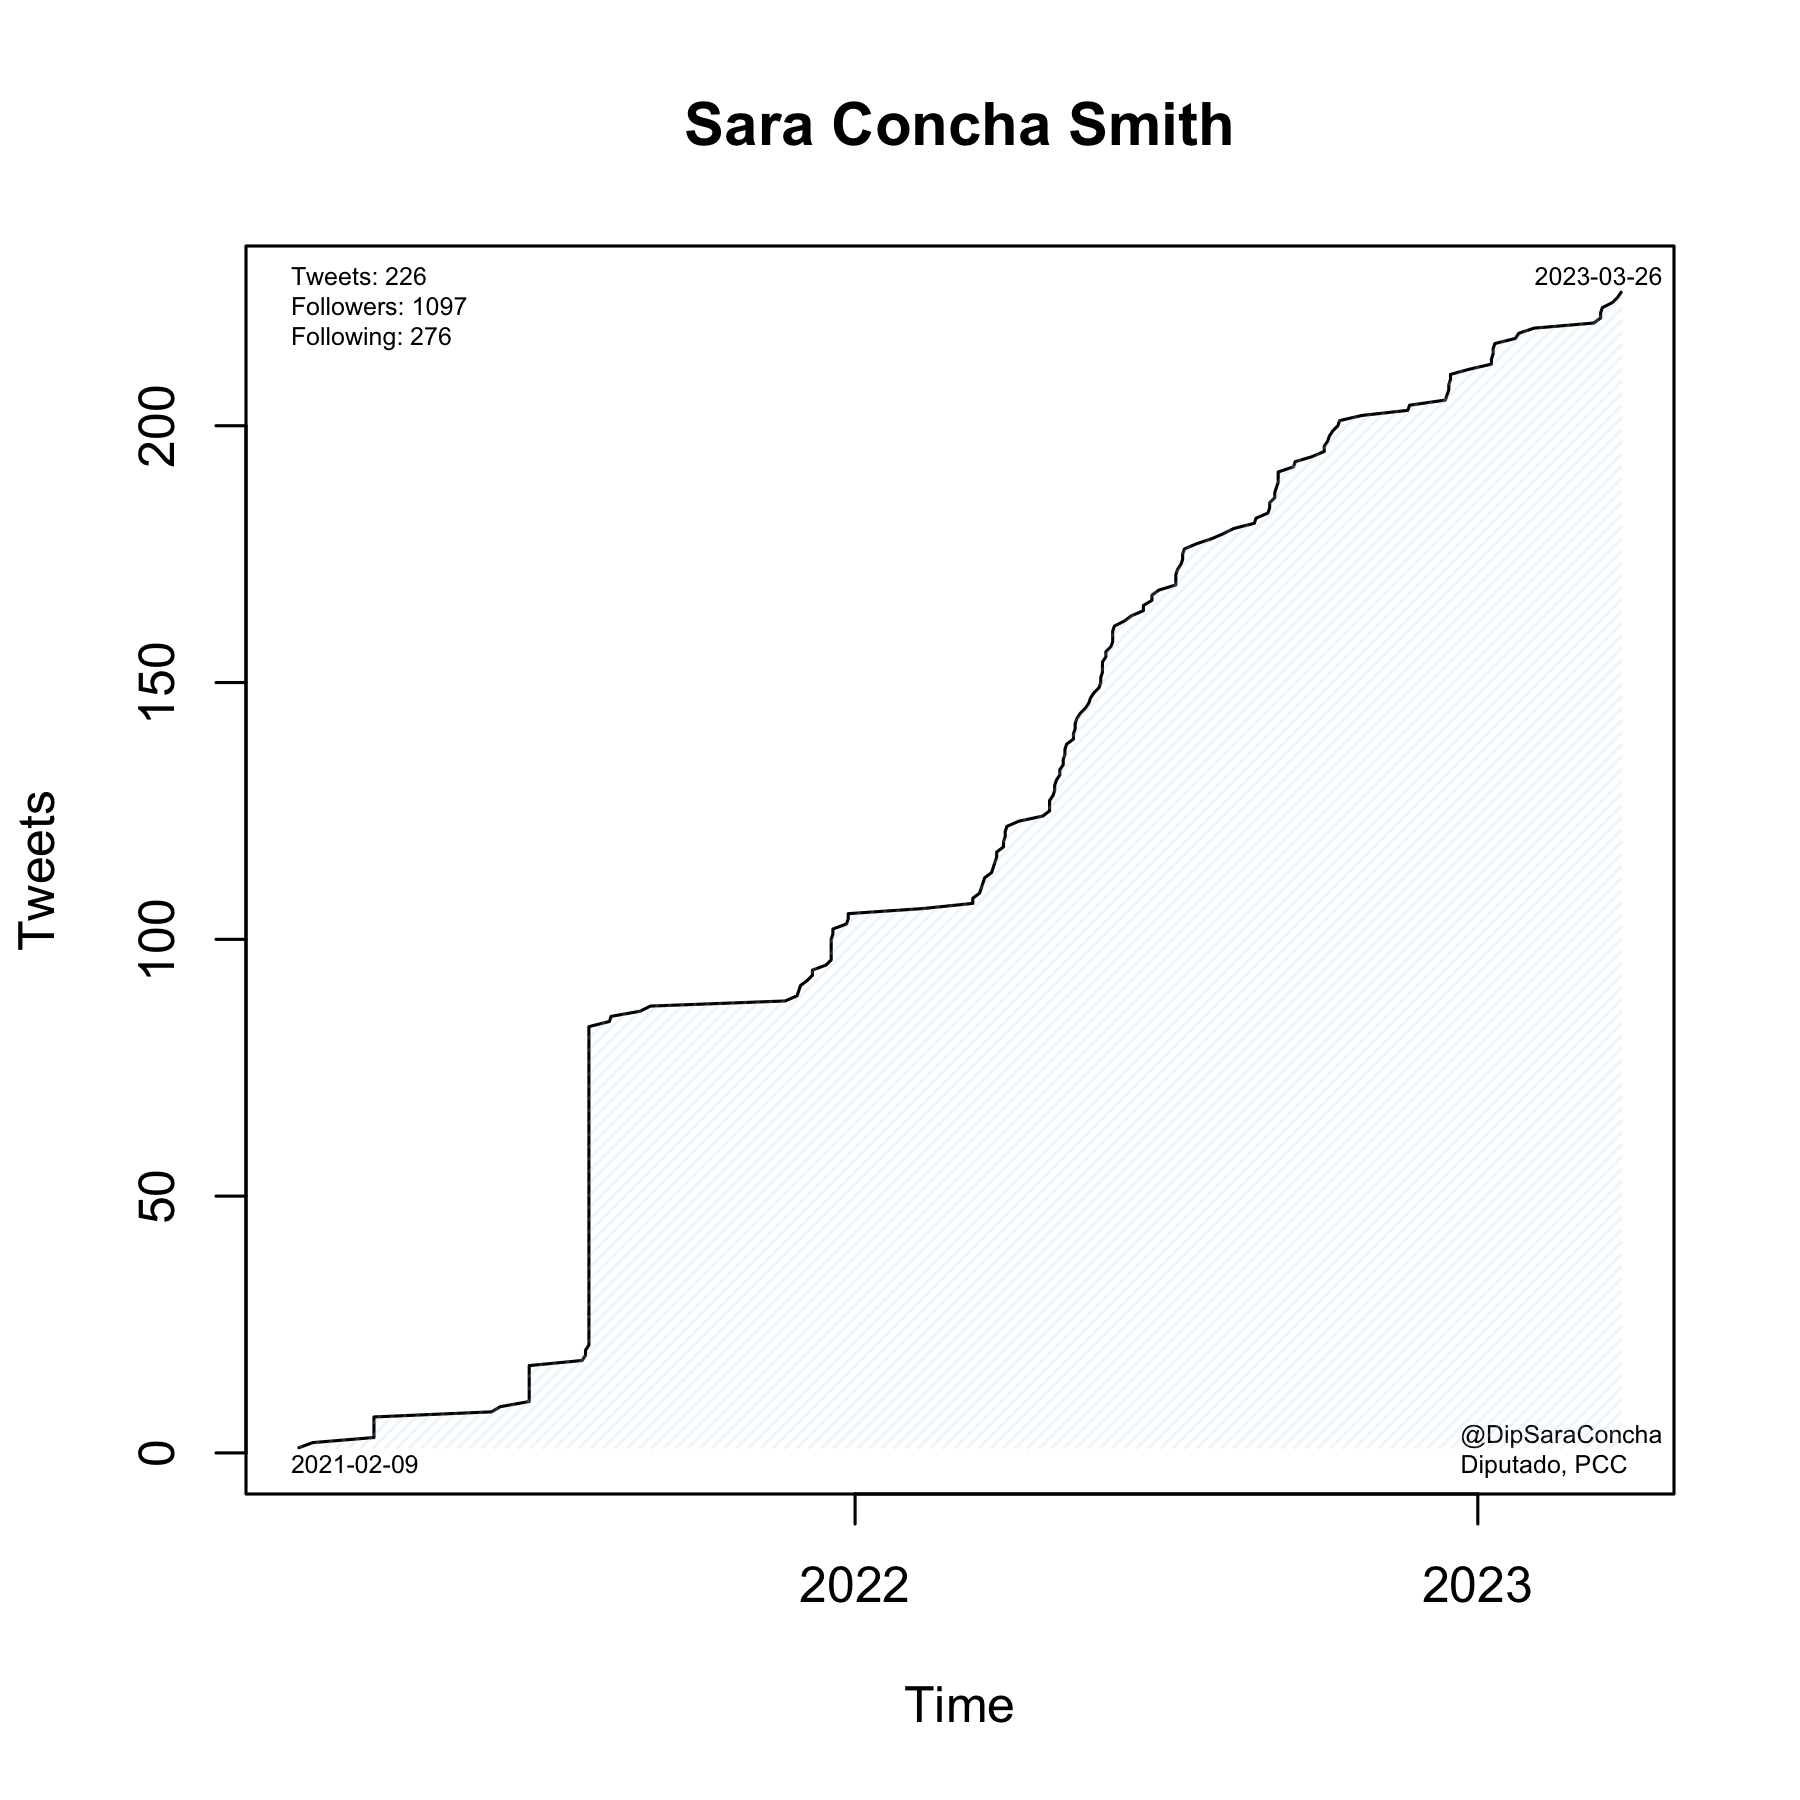 Sara Concha Smith
Tweets: 226
Followers: 1097
Following: 276
2023-03-26
200
150
100
50
0
Tweets
2021-02-09
@DipSaraConcha
Diputado, PCC
2022
2023
Time